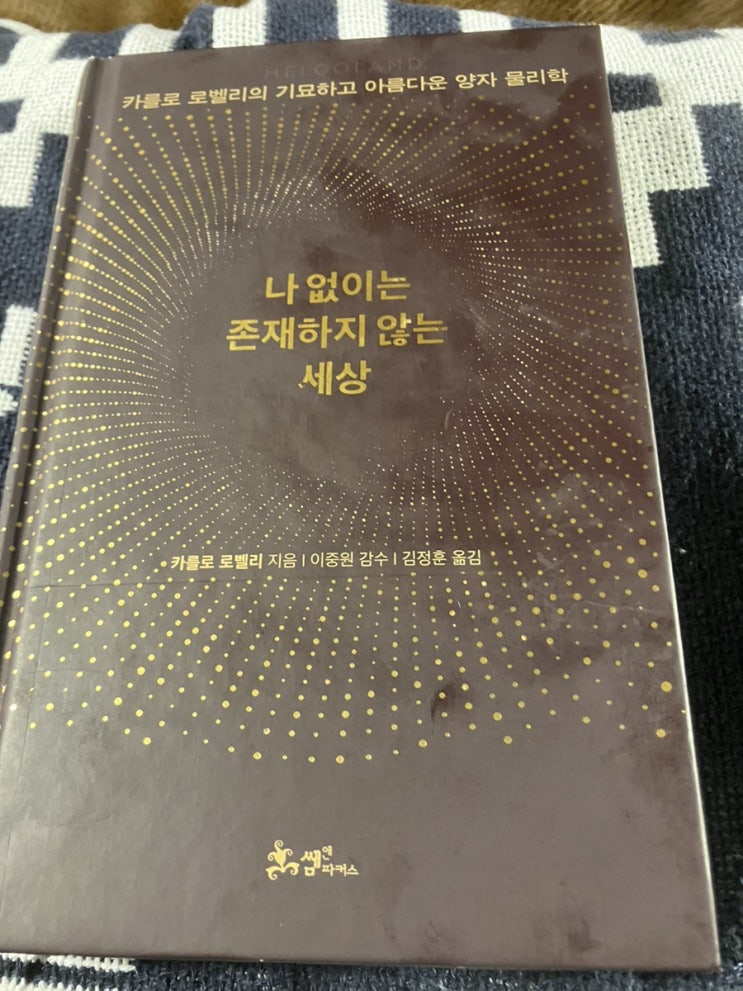 HELGOLAND
카를로 로벨리의 기묘하고 아름다운 양자 물리학
나 없이는
존재하지 않는
세상
카를로 로벨리 지음 | 이중원 감수 | 김정훈 옮김
쌤앤파커스